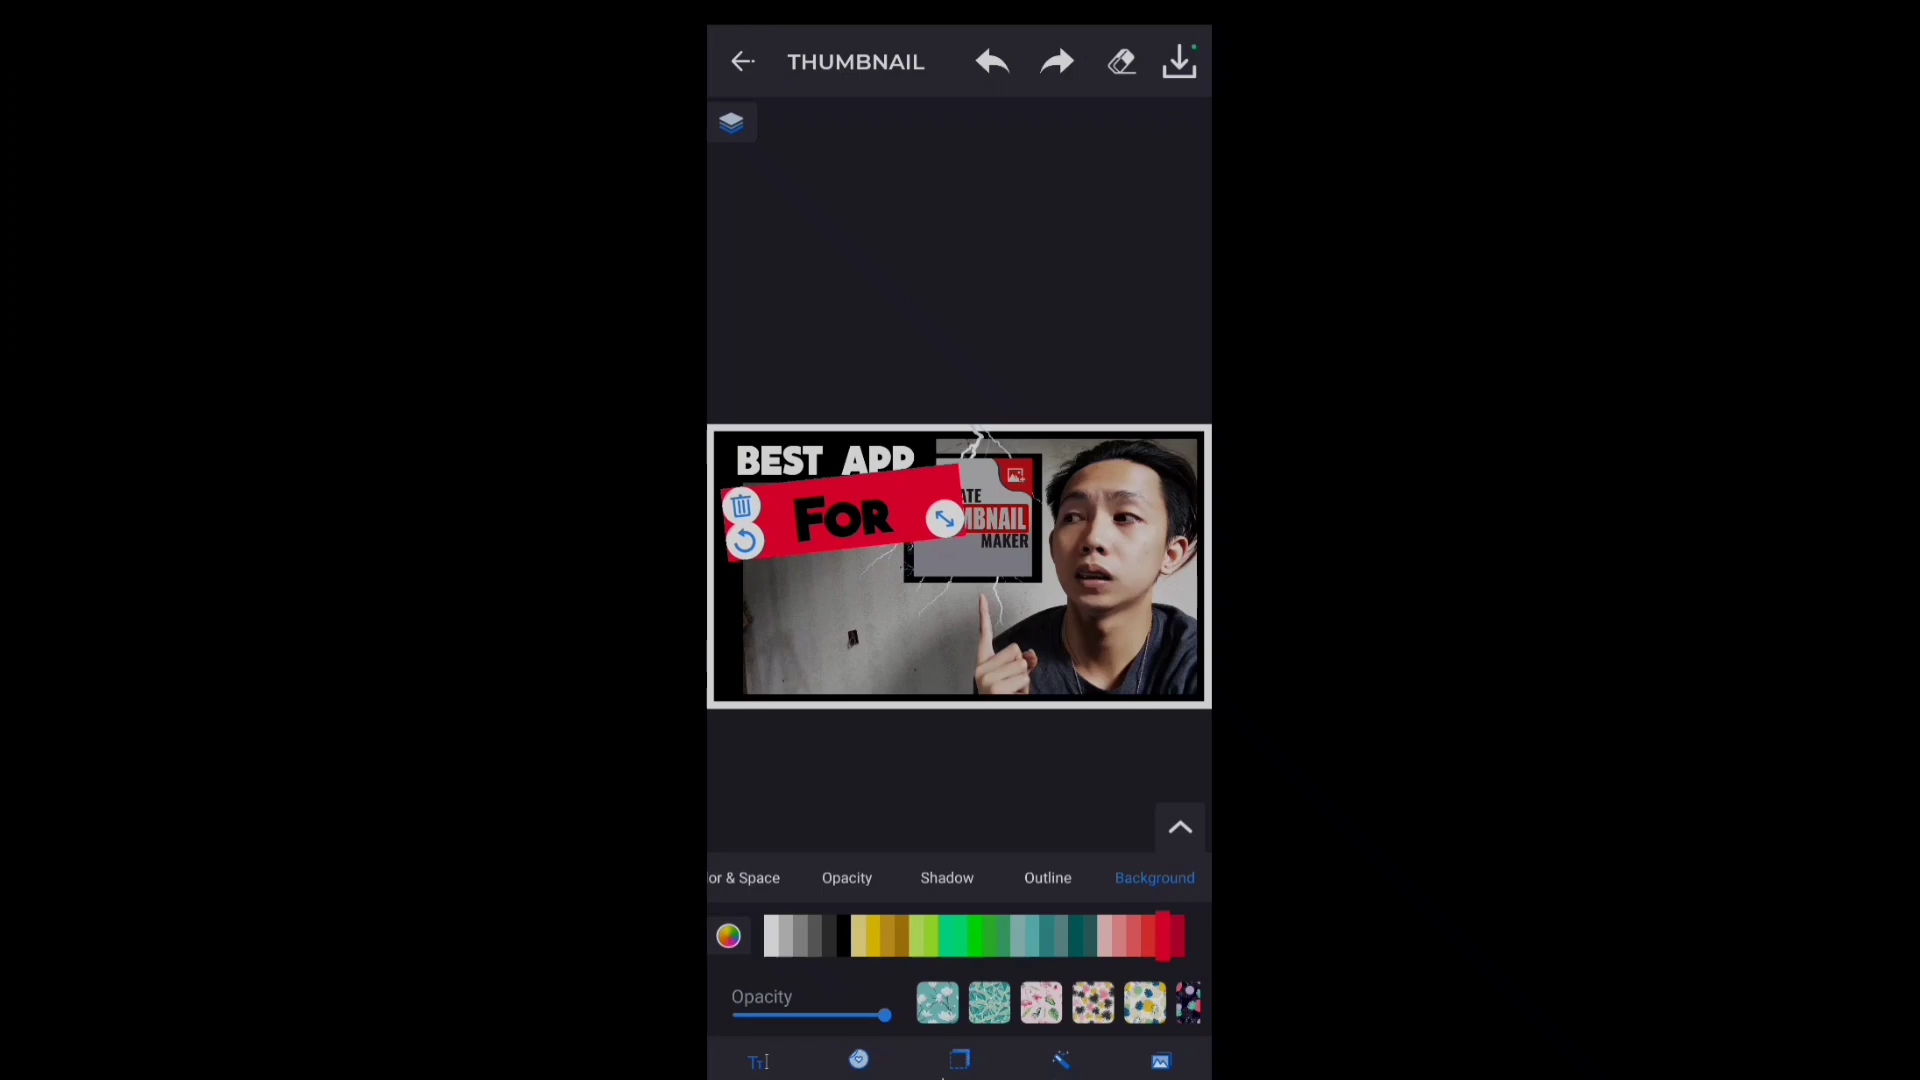 THUMBNAIL
BEST APP
FOR
ATE
MBNAIL
MAKER
or & Space
Opacity
Shadow
Outline
Background
Opacity